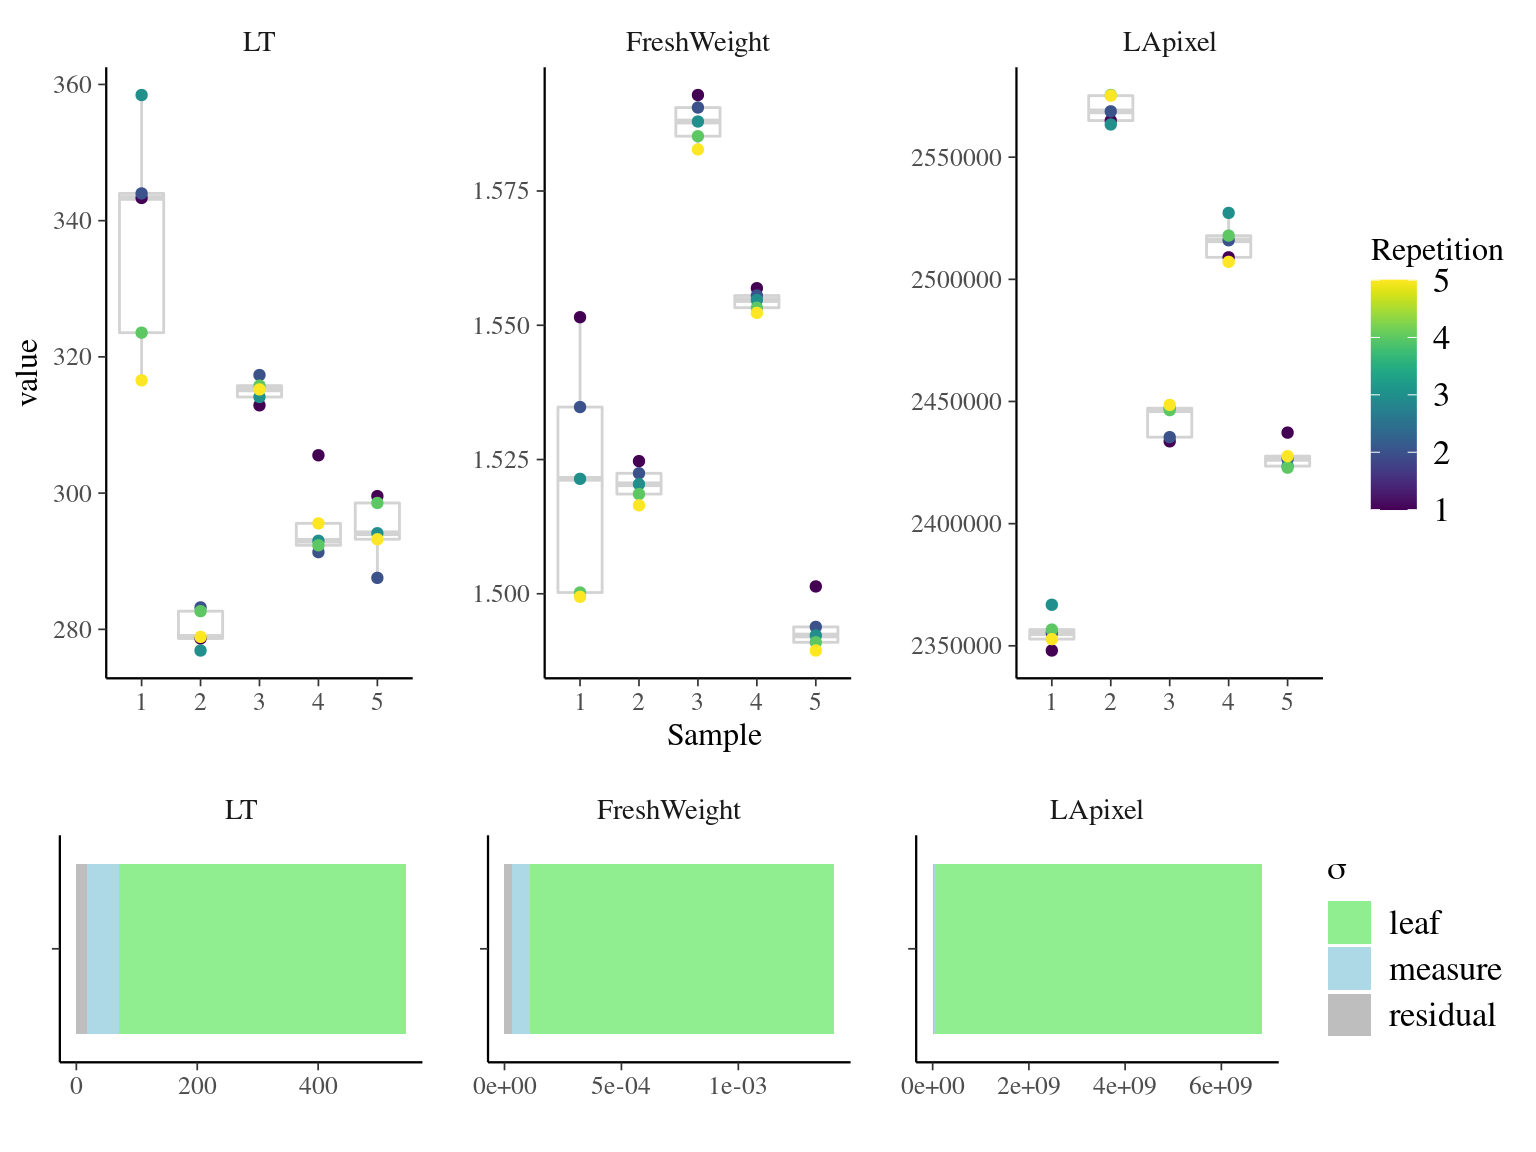 LT FreshWeight LApixel
value
360
340
320
300
280
1.575
1.550
1.525
1.500
2550000
2500000
2450000
2400000
2350000
1 2 3 4 5 1 2 3 4 5 1 2 3 4 5
Sample
Repetition
5
4
3
2
1
LT FreshWeight LApixel
0 200 400 0e+00 5e-04 1e-03 0e+00 2e+09 4e+09 6e+09
σ
leaf
measure
residual